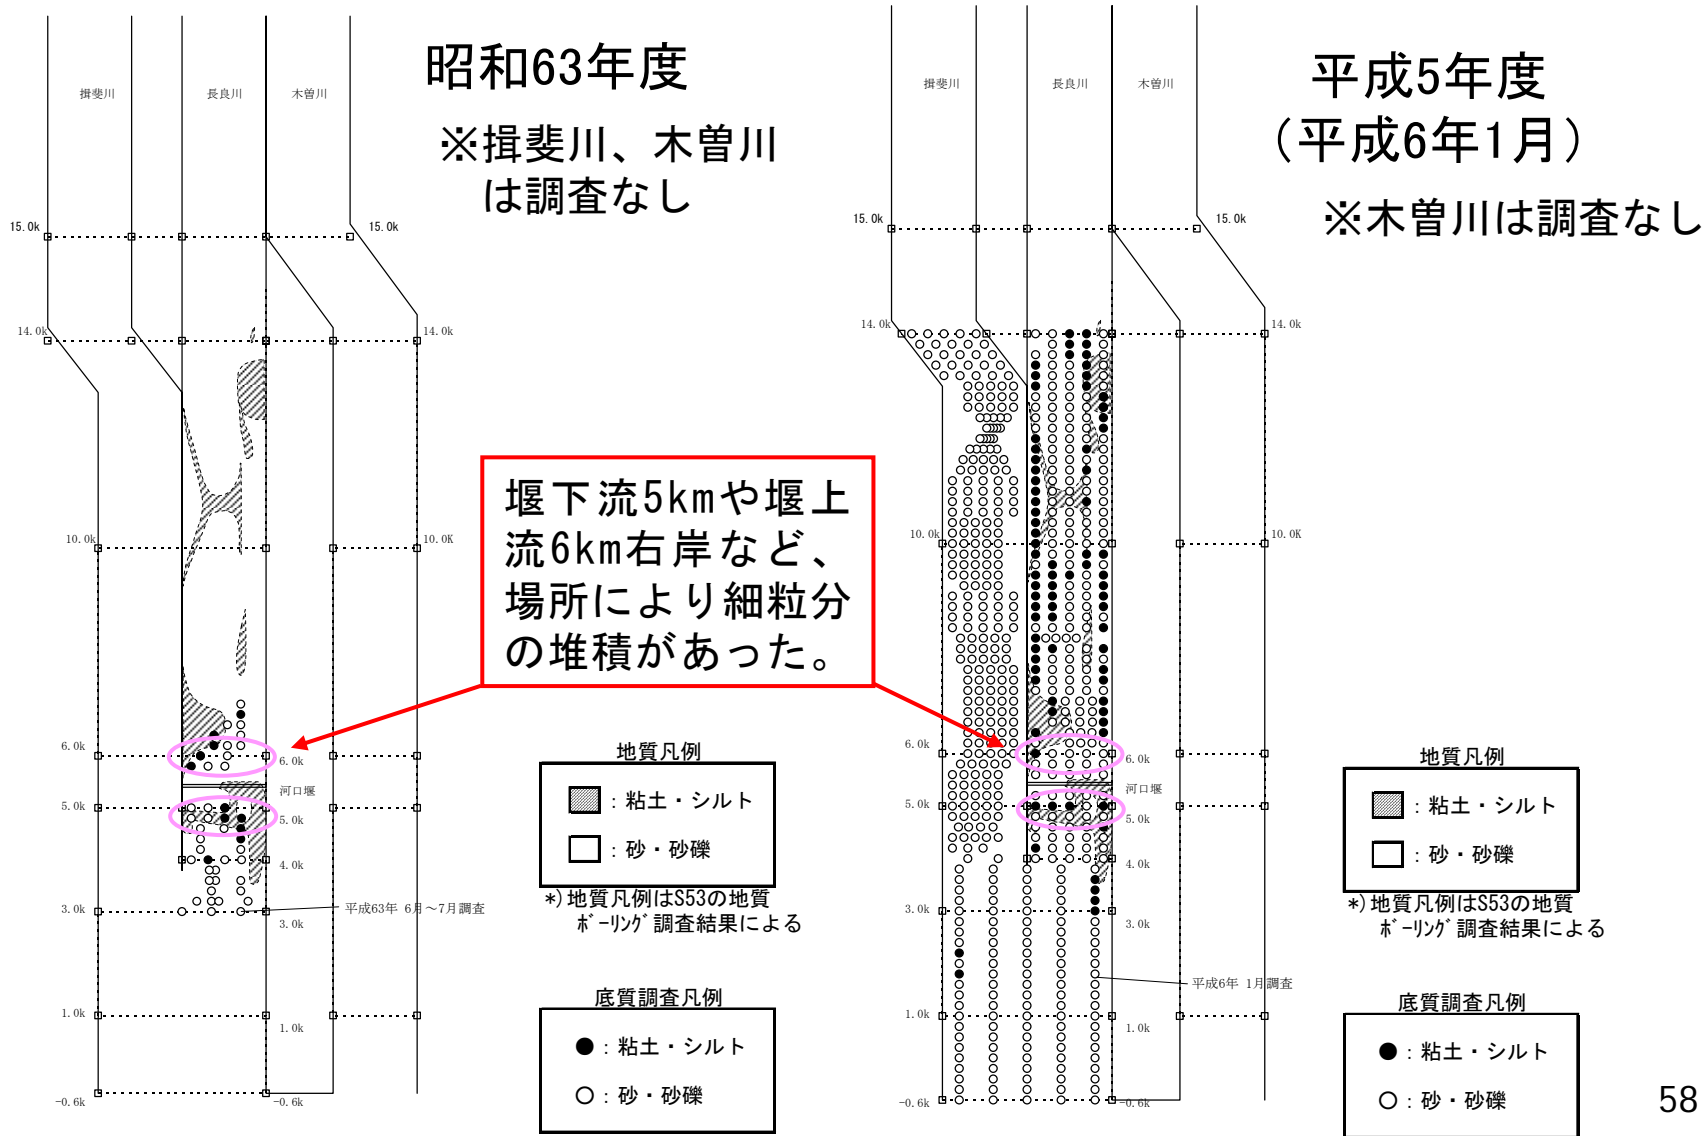 昭和63年度
※揖斐川、木曽川
は調査なし
揖斐川
長良川
木曽川
15.0k
15.0k
14.0k
14.0k
10.0k
10.0K
6.0k
6.0k
河口堰
5.0k
5.0k
4.0k
3.0k
3.0k
平成63年 6月～7月調査
1.0k
1.0k
-0.6k
-0.6k
堰下流5kmや堰上
流6km右岸など、
場所により細粒分
の堆積があった。
地質凡例
：粘土・シルト
：砂・砂礫
*)地質凡例はS53の地質
ﾎﾞｰﾘﾝｸﾞ調査結果による
底質調査凡例
●：粘土・シルト
○：砂・砂礫
平成5年度
（平成6年1月）
※木曽川は調査なし
揖斐川
長良川
木曽川
15.0k
15.0k
14.0k
14.0k
10.0k
10.0K
6.0k
6.0k
河口堰
5.0k
5.0k
4.0k
3.0k
3.0k
平成6年 1月調査
1.0k
1.0k
-0.6k
-0.6k
地質凡例
：粘土・シルト
：砂・砂礫
*)地質凡例はS53の地質
ﾎﾞｰﾘﾝｸﾞ調査結果による
底質調査凡例
●：粘土・シルト
○：砂・砂礫
58